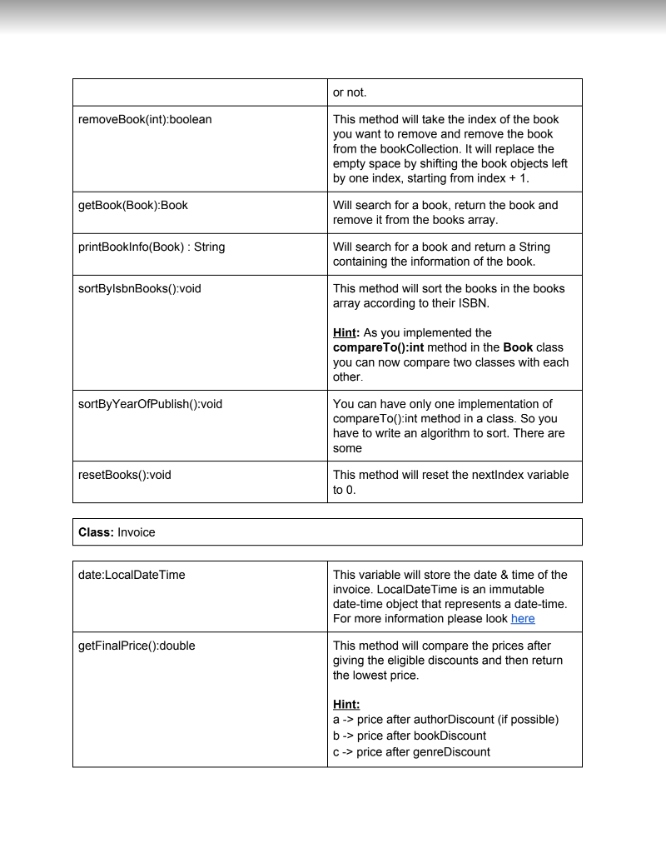 or not.
removeBook(int):boolean
This method will take the index of the book
you want to remove and remove the book
from the bookCollection. It will replace the
empty space by shifting the book objects left
by one index, starting from index + 1.
getBook(Book):Book
Will search for a book, return the book and
remove it from the books array.
printBookInfo(Book) : String
Will search for a book and return a String
containing the information of the book.
sortByIsbnBooks():void
This method will sort the books in the books
array according to their ISBN.
Hint: As you implemented the
compareTo():int method in the Book class
you can now compare two classes with each
other.
sortByYearOfPublish():void
You can have only one implementation of
compareTo():int method in a class. So you
have to write an algorithm to sort. There are
some
resetBooks():void
This method will reset the nextIndex variable
to 0.
Class: Invoice
date:LocalDateTime
This variable will store the date & time of the
invoice. LocalDateTime is an immutable
date-time object that represents a date-time.
For more information please look here
getFinalPrice():double
This method will compare the prices after
giving the eligible discounts and then return
the lowest price.
Hint:
a -> price after authorDiscount (if possible)
b -> price after bookDiscount
c -> price after genreDiscount